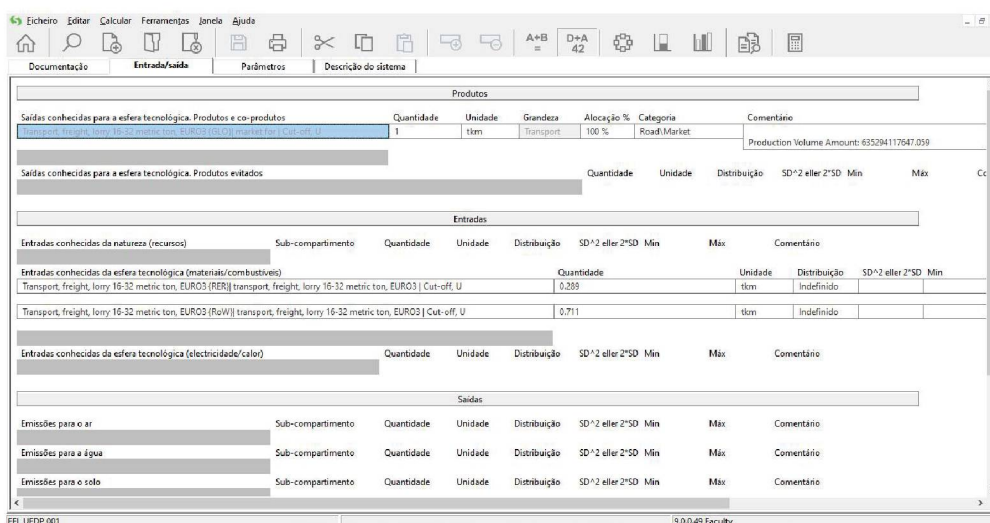 Ficheiro Editar Calcular Ferramentas Janela Ajuda
A+B = D+A 42
Documentação Entrada/saída Parâmetros Descrição do sistema
Produtos
Saídas conhecidas para a esfera tecnológica. Produtos e co-produtos Quantidade Unidade Grandeza Alocação % Categoria Comentário
Transport, freight, lorry 16-32 metric ton, EURO3 {GLO}| market for | Cut-off, U 1 tkm Transport 100 % Road\Market
Production Volume Amount: 635294117647.059
Saídas conhecidas para a esfera tecnológica. Produtos evitados Quantidade Unidade Distribuição SD^2 eller 2*SD Min Máx Cc
Entradas
Entradas conhecidas da natureza (recursos) Sub-compartimento Quantidade Unidade Distribuição SD^2 eller 2*SD Min Máx Comentário
Entradas conhecidas da esfera tecnológica (materiais/combustíveis) Quantidade Unidade Distribuição SD^2 eller 2*SD Min
Transport, freight, lorry 16-32 metric ton, EURO3 {RER}| transport, freight, lorry 16-32 metric ton, EURO3 | Cut-off, U 0.289 tkm Indefinido
Transport, freight, lorry 16-32 metric ton, EURO3 {RoW}| transport, freight, lorry 16-32 metric ton, EURO3 | Cut-off, U 0.711 tkm Indefinido
Entradas conhecidas da esfera tecnológica (electricidade/calor) Quantidade Unidade Distribuição SD^2 eller 2*SD Min Máx Comentário
Saídas
Emissões para o ar Sub-compartimento Quantidade Unidade Distribuição SD^2 eller 2*SD Min Máx Comentário
Emissões para a água Sub-compartimento Quantidade Unidade Distribuição SD^2 eller 2*SD Min Máx Comentário
Emissões para o solo Sub-compartimento Quantidade Unidade Distribuição SD^2 eller 2*SD Min Máx Comentário
9.0.0.49 Faculty